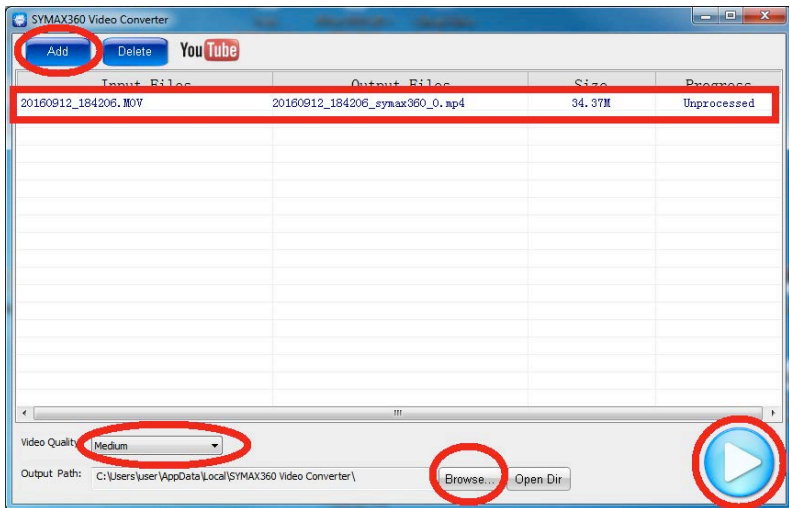 SYMAX360 Video Converter
Add Delete YouTube
Input Files Output Files Size Progress
20160912_184206.MOV 20160912_184206_symax360_0.mp4 34.37M Unprocessed
Video Quality Medium
Output Path: C:\Users\user\AppData\Local\SYMAX360 Video Converter\ Browse... Open Dir